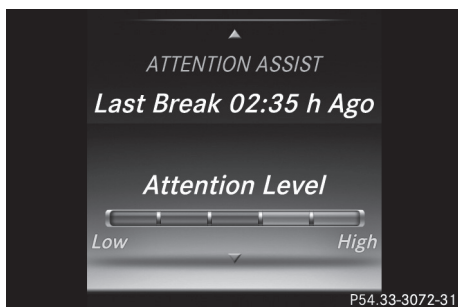 ATTENTION ASSIST
Last Break 02:35 h Ago
Attention Level
Low High
P54.33-3072-31